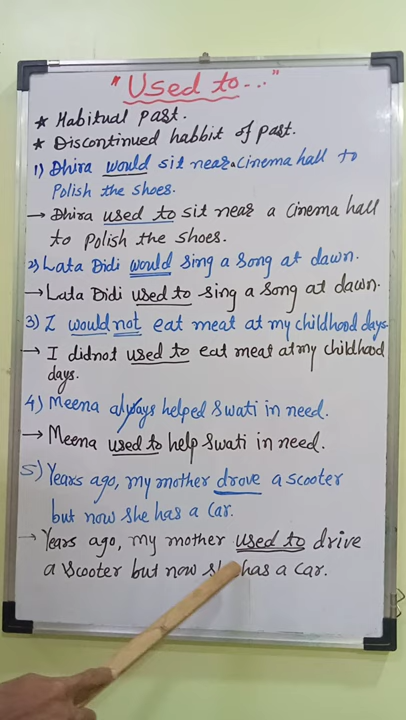 "Used to..."
* Habitual past.
* Discontinued habbit of past.
1) Dhira would sit near a cinema hall to
Polish the shoes.
→ Dhira used to sit near a cinema hall
to Polish the shoes.
2) Lata Didi would sing a song at dawn.
→ Lata Didi used to sing a song at dawn.
3) I would not eat meat at my childhood days
→ I didnot used to eat meat at my childhood
days.
4) Meena always helped Swati in need.
→ Meena used to help Swati in need.
5) Years ago, my mother drove a scooter
but now she has a car.
→ Years ago, my mother used to drive
a scooter but now she has a car.